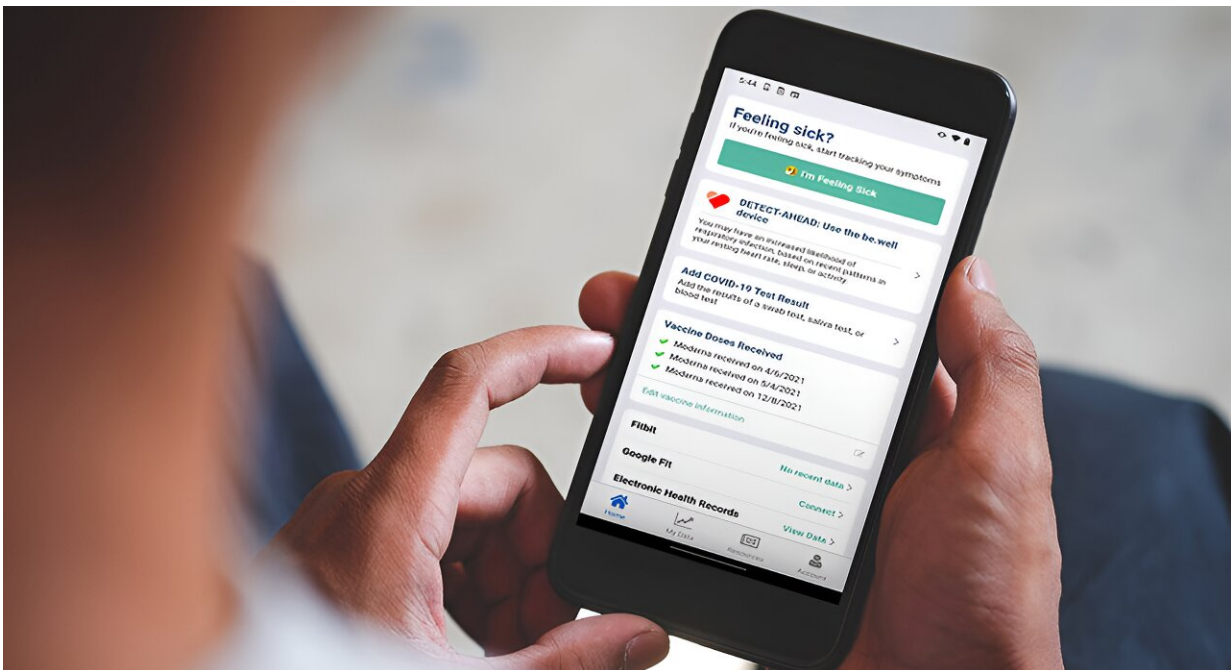 5:44
Feeling sick?
If you're feeling sick, start tracking your symptoms
I'm Feeling Sick
DETECT-AHEAD: Use the be.well
device
You may have an increased likelihood of
respiratory infection, based on recent patterns in
your resting heart rate, sleep, or activity
Add COVID-19 Test Result
Add the results of a swab test, saliva test, or
blood test
Vaccine Doses Received
Moderna received on 4/6/2021
Moderna received on 5/4/2021
Moderna received on 12/8/2021
Edit vaccine information
Fitbit No recent data >
Google Fit Connect >
Electronic Health Records View Data >
Home My Data Resources Account